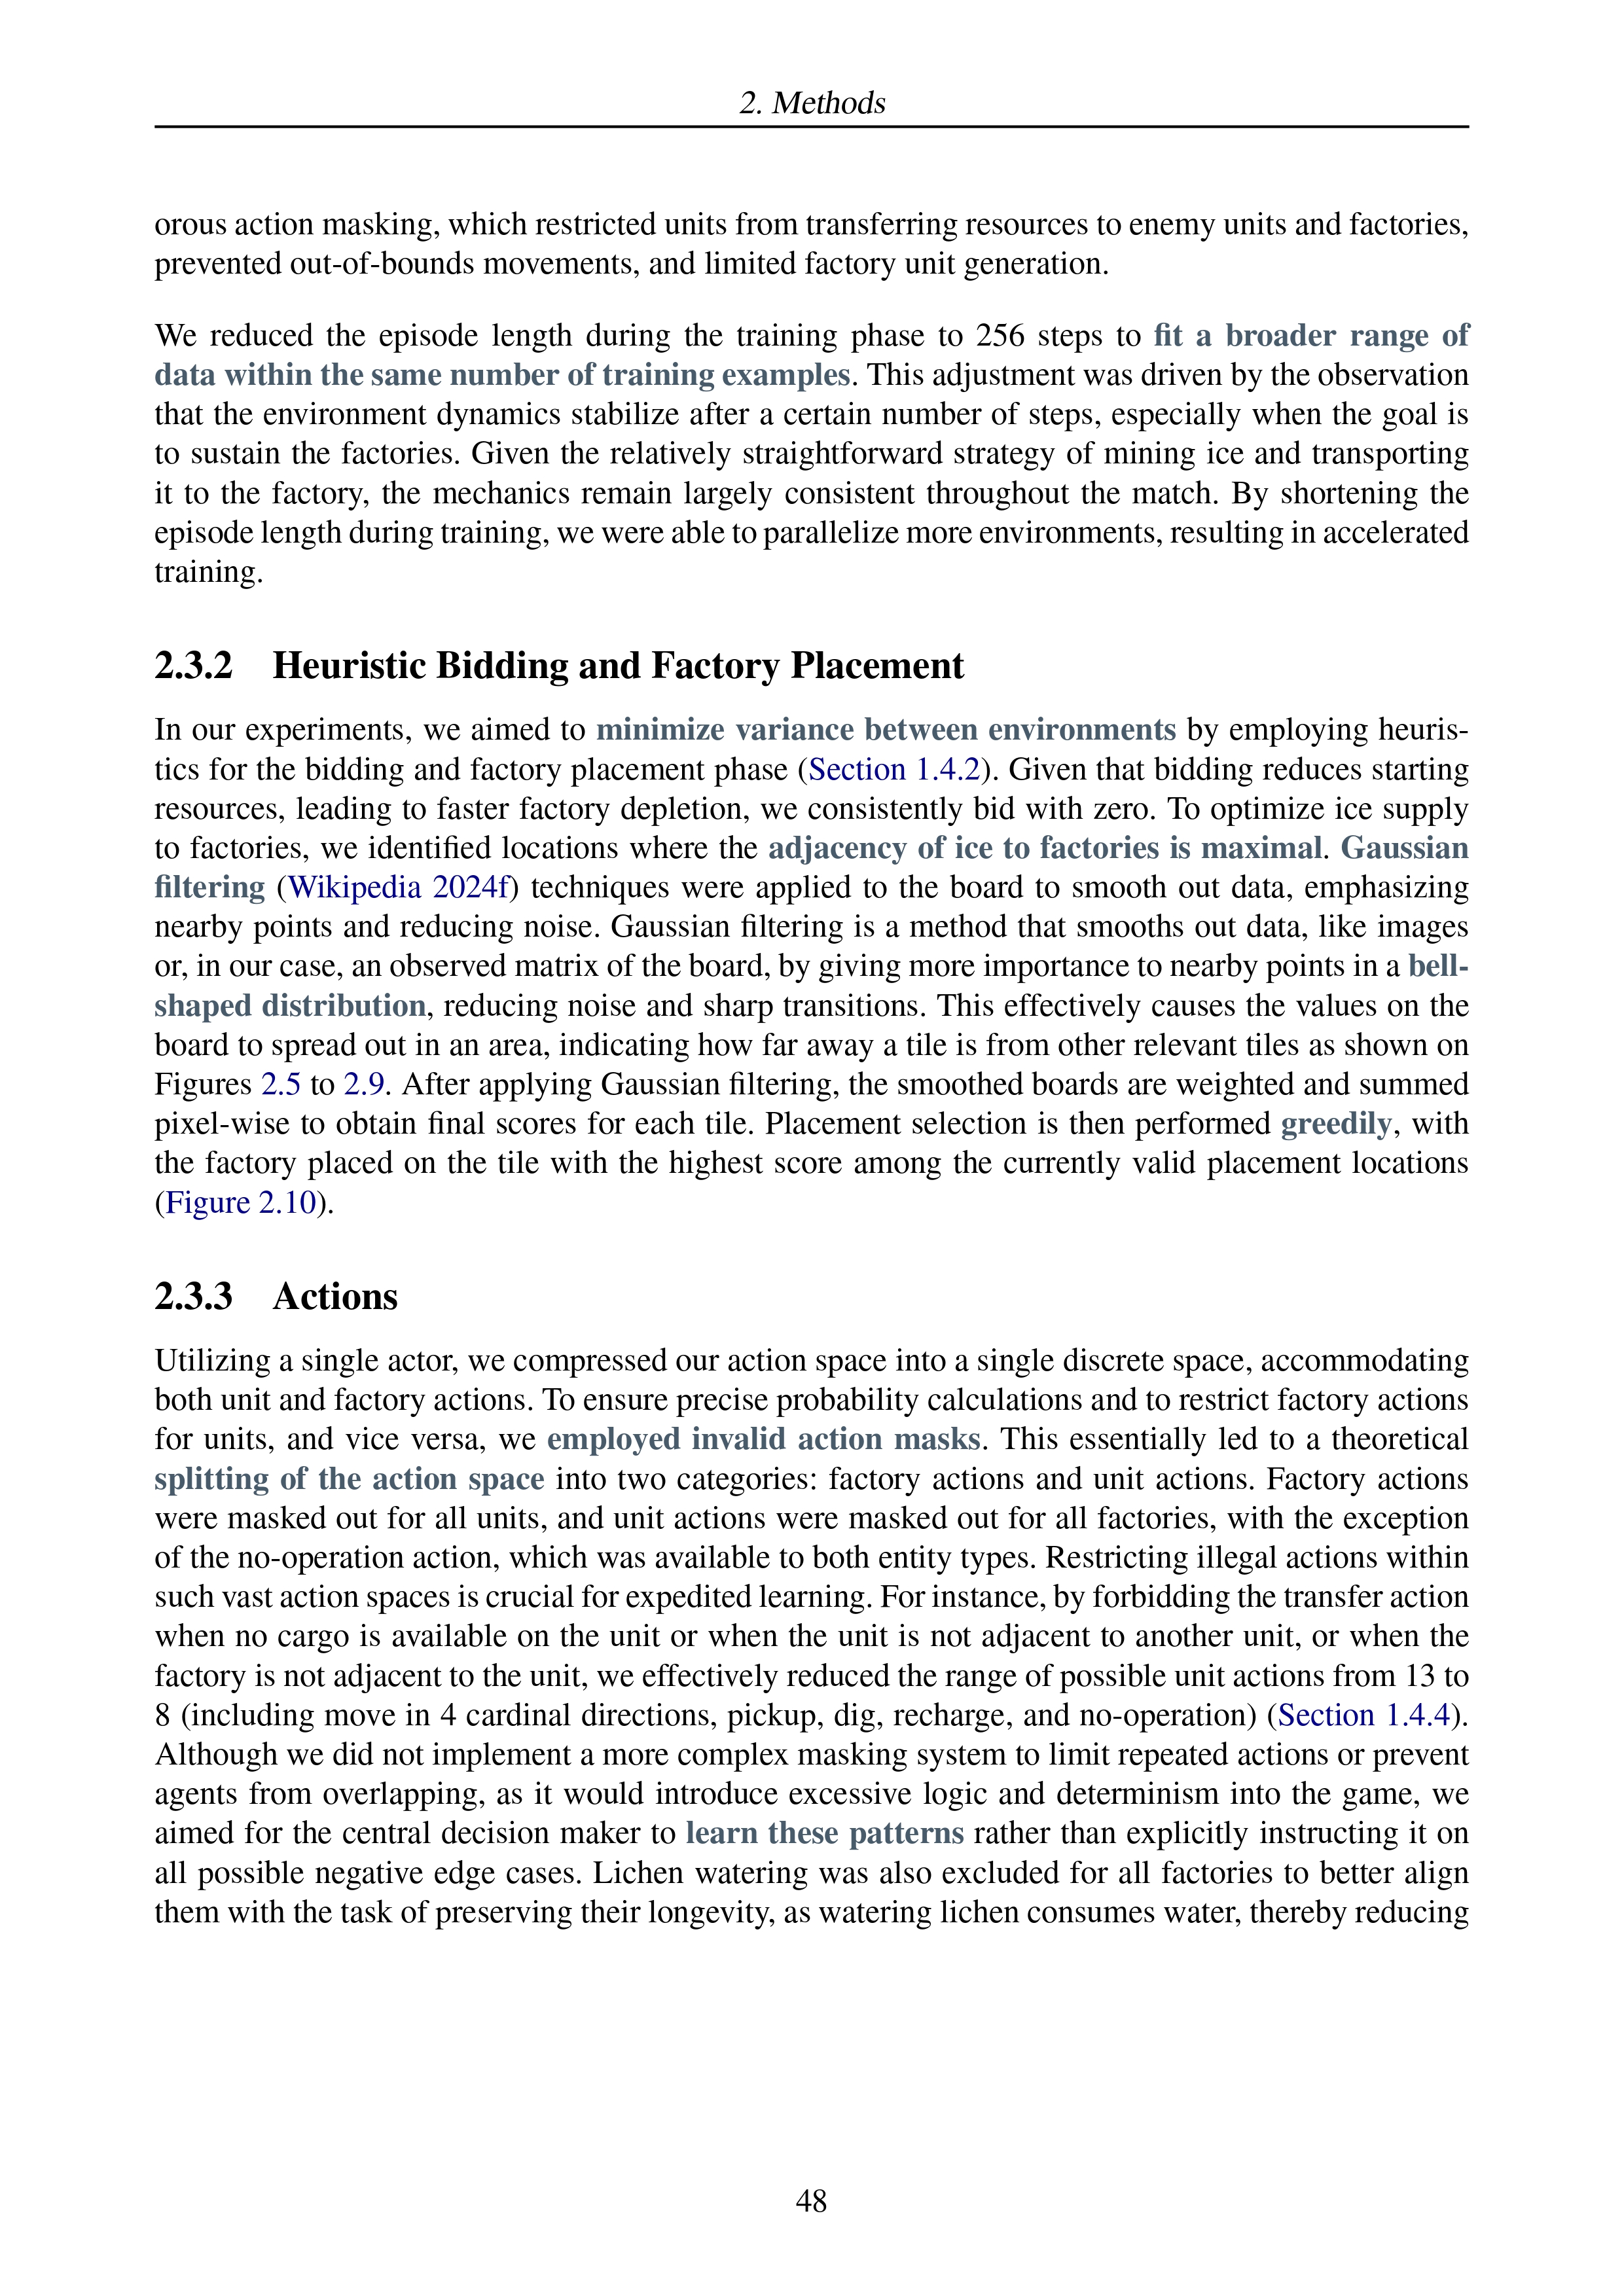 2. Methods
orous action masking, which restricted units from transferring resources to enemy units and factories,
prevented out-of-bounds movements, and limited factory unit generation.
We reduced the episode length during the training phase to 256 steps to fit a broader range of
data within the same number of training examples. This adjustment was driven by the observation
that the environment dynamics stabilize after a certain number of steps, especially when the goal is
to sustain the factories. Given the relatively straightforward strategy of mining ice and transporting
it to the factory, the mechanics remain largely consistent throughout the match. By shortening the
episode length during training, we were able to parallelize more environments, resulting in accelerated
training.
2.3.2 Heuristic Bidding and Factory Placement
In our experiments, we aimed to minimize variance between environments by employing heuris-
tics for the bidding and factory placement phase (Section 1.4.2). Given that bidding reduces starting
resources, leading to faster factory depletion, we consistently bid with zero. To optimize ice supply
to factories, we identified locations where the adjacency of ice to factories is maximal. Gaussian
filtering (Wikipedia 2024f) techniques were applied to the board to smooth out data, emphasizing
nearby points and reducing noise. Gaussian filtering is a method that smooths out data, like images
or, in our case, an observed matrix of the board, by giving more importance to nearby points in a bell-
shaped distribution, reducing noise and sharp transitions. This effectively causes the values on the
board to spread out in an area, indicating how far away a tile is from other relevant tiles as shown on
Figures 2.5 to 2.9. After applying Gaussian filtering, the smoothed boards are weighted and summed
pixel-wise to obtain final scores for each tile. Placement selection is then performed greedily, with
the factory placed on the tile with the highest score among the currently valid placement locations
(Figure 2.10).
2.3.3 Actions
Utilizing a single actor, we compressed our action space into a single discrete space, accommodating
both unit and factory actions. To ensure precise probability calculations and to restrict factory actions
for units, and vice versa, we employed invalid action masks. This essentially led to a theoretical
splitting of the action space into two categories: factory actions and unit actions. Factory actions
were masked out for all units, and unit actions were masked out for all factories, with the exception
of the no-operation action, which was available to both entity types. Restricting illegal actions within
such vast action spaces is crucial for expedited learning. For instance, by forbidding the transfer action
when no cargo is available on the unit or when the unit is not adjacent to another unit, or when the
factory is not adjacent to the unit, we effectively reduced the range of possible unit actions from 13 to
8 (including move in 4 cardinal directions, pickup, dig, recharge, and no-operation) (Section 1.4.4).
Although we did not implement a more complex masking system to limit repeated actions or prevent
agents from overlapping, as it would introduce excessive logic and determinism into the game, we
aimed for the central decision maker to learn these patterns rather than explicitly instructing it on
all possible negative edge cases. Lichen watering was also excluded for all factories to better align
them with the task of preserving their longevity, as watering lichen consumes water, thereby reducing
48